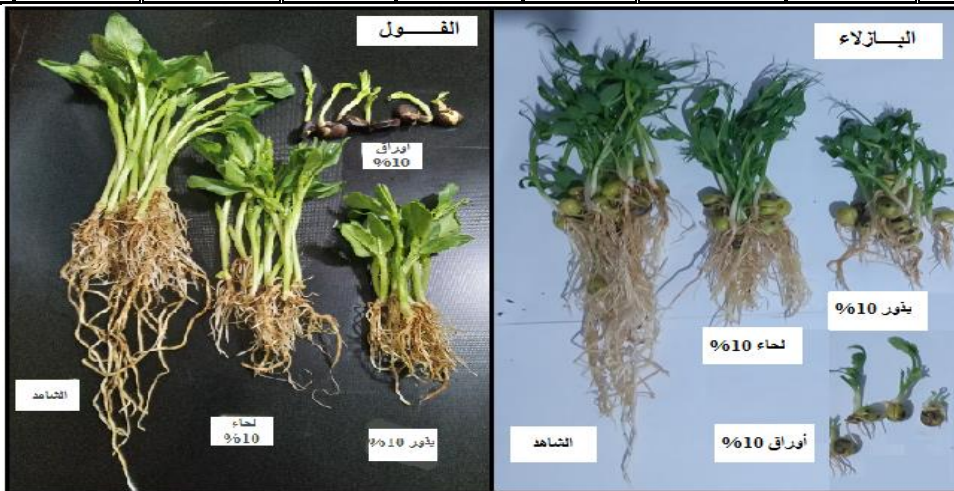 الفـــــول
أوراق
%10
الشاهد
لحاء
%10
بذور 10%
البـــازلاء
بذور 10%
لحاء 10%
أوراق 10%
الشاهد